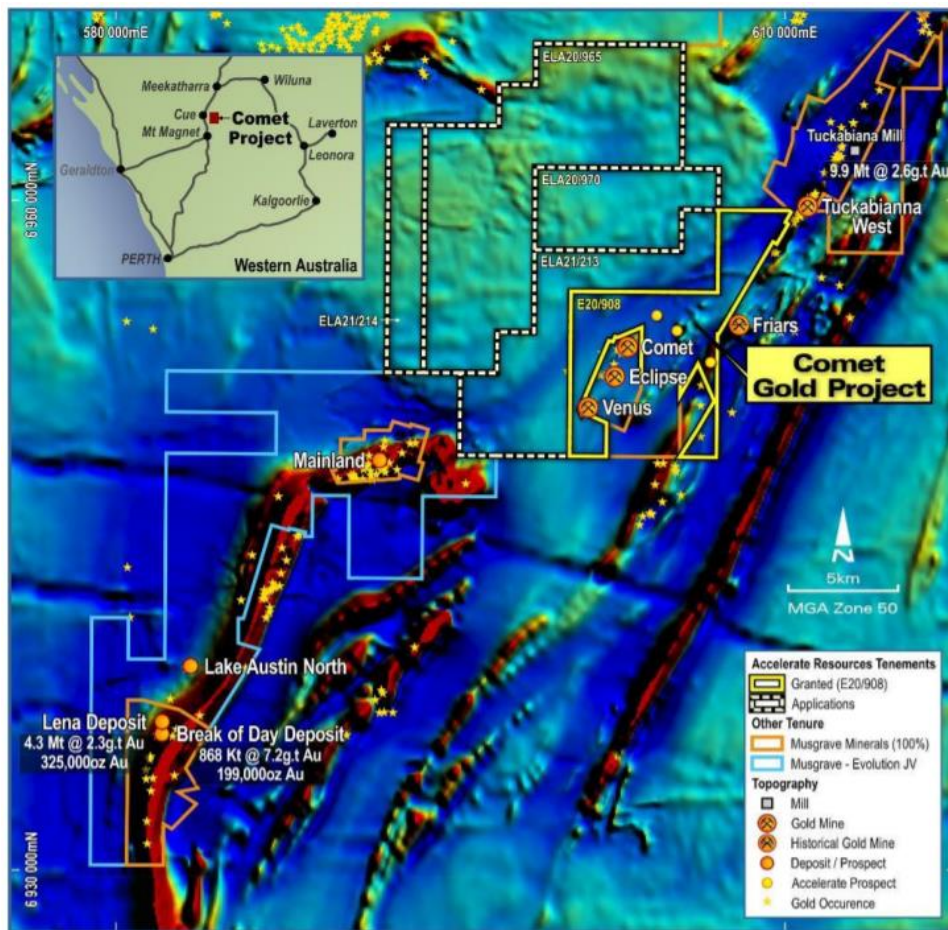 580 000mE
610 000mE
6 960 000mN
6 930 000mN
Meekatharra
Wiluna
Cue
Comet
Project
Mt Magnet
Laverton
Leonora
Geraldton
Kalgoorlie
PERTH
Western Australia
ELA20/965
ELA20/970
ELA21/213
ELA21/214
E20/908
Tuckabiana Mill
9.9 Mt @ 2.6g.t Au
Tuckabianna
West
Friars
Comet
Eclipse
Venus
Comet
Gold Project
Mainland
Lake Austin North
Lena Deposit
4.3 Mt @ 2.3g.t Au
325,000oz Au
Break of Day Deposit
868 Kt @ 7.2g.t Au
199,000oz Au
N
5km
MGA Zone 50
Accelerate Resources Tenements
Granted (E20/908)
Applications
Other Tenure
Musgrave Minerals (100%)
Musgrave - Evolution JV
Topography
Mill
Gold Mine
Historical Gold Mine
Deposit / Prospect
Accelerate Prospect
Gold Occurence